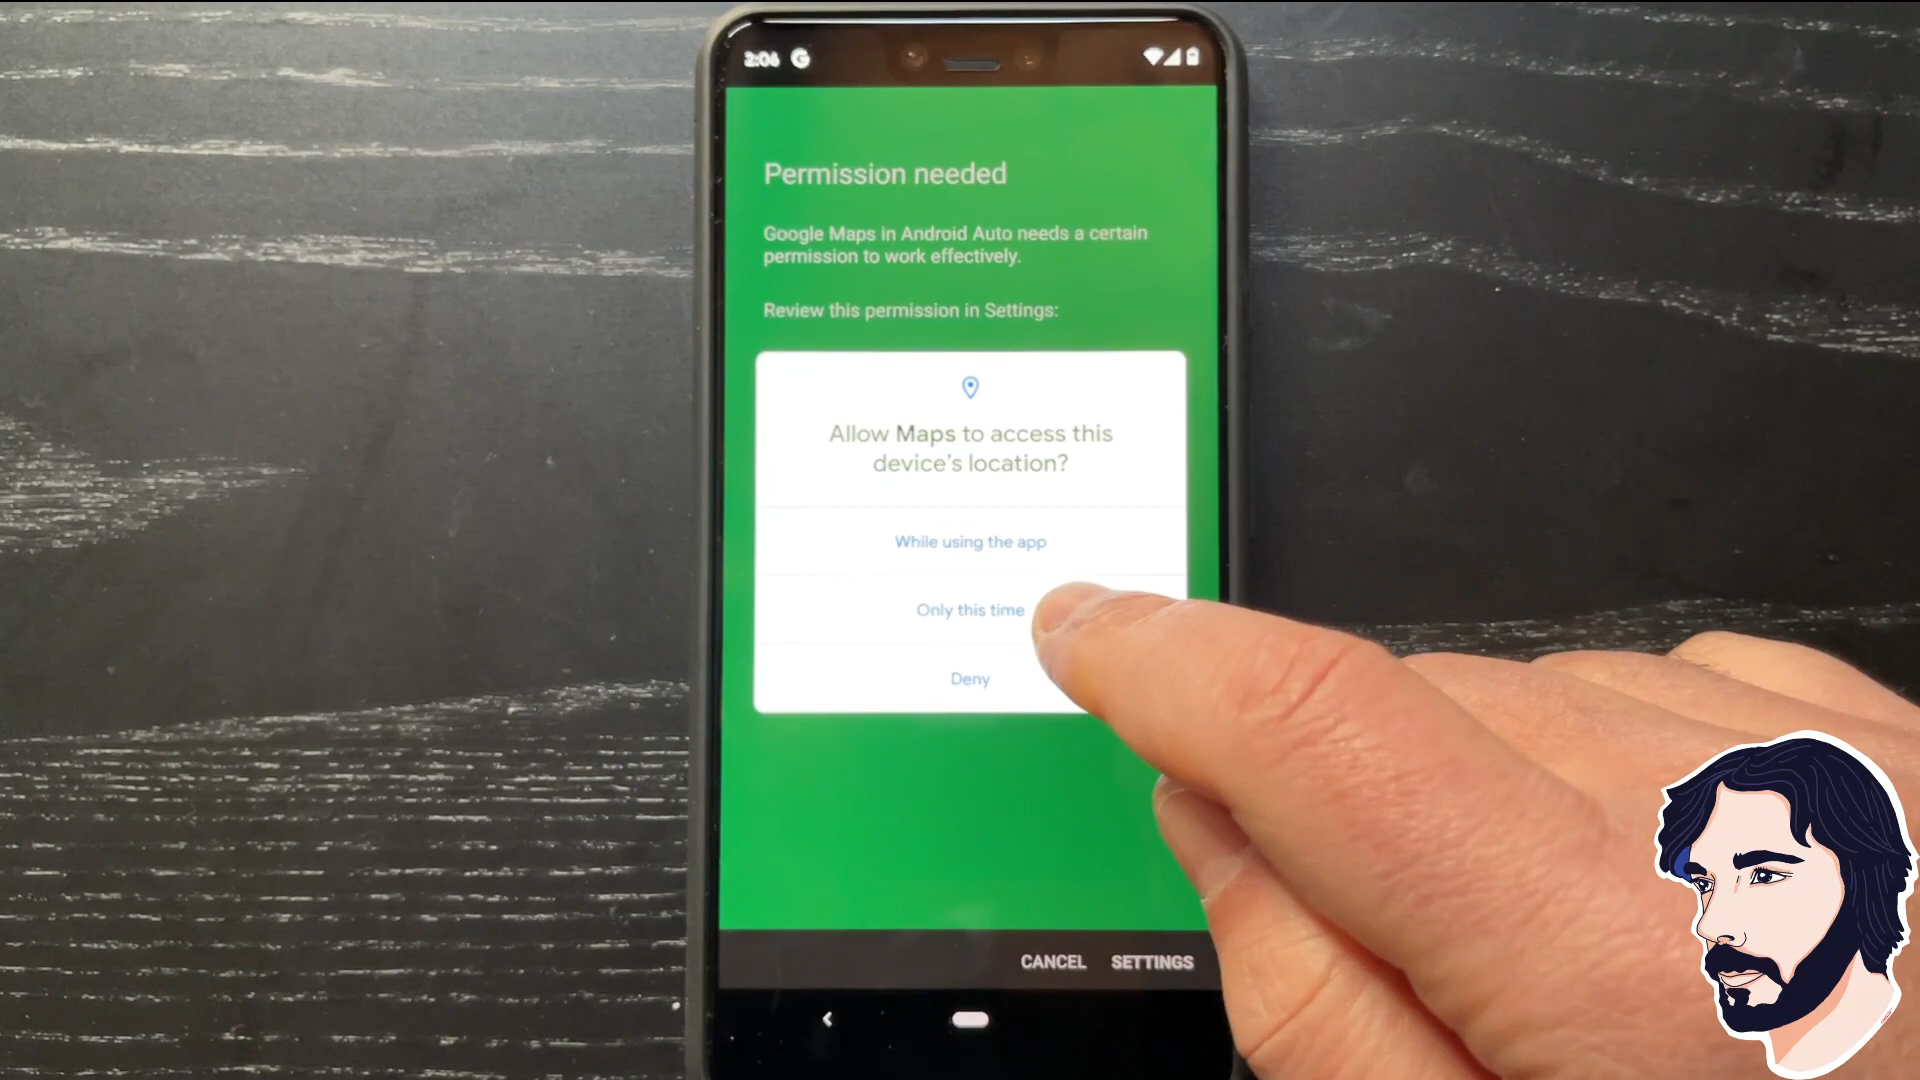 2:06 G
Permission needed
Google Maps in Android Auto needs a certain
permission to work effectively.
Review this permission in Settings:
Allow Maps to access this
device's location?
While using the app
Only this time
Deny
CANCEL SETTINGS